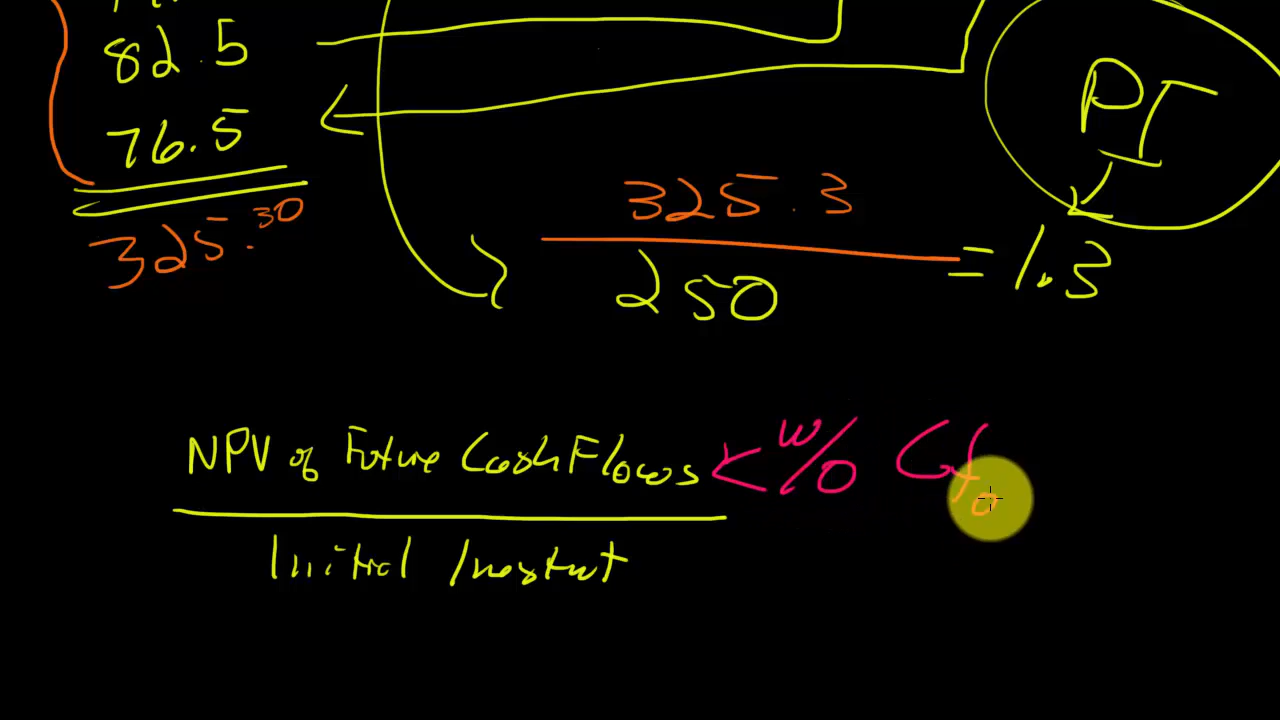 82.5
76.5
325.30
PI
325.3
250
= 1.3
NPV of Future Cash Flows
w/o Cf0
Initial